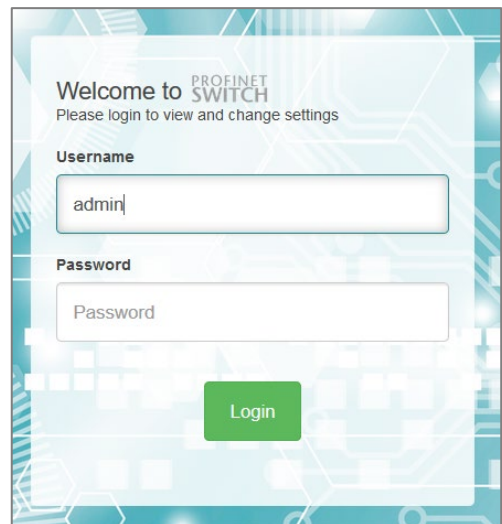 Welcome to PROFINET SWITCH
Please login to view and change settings
Username
admin
Password
Password
Login